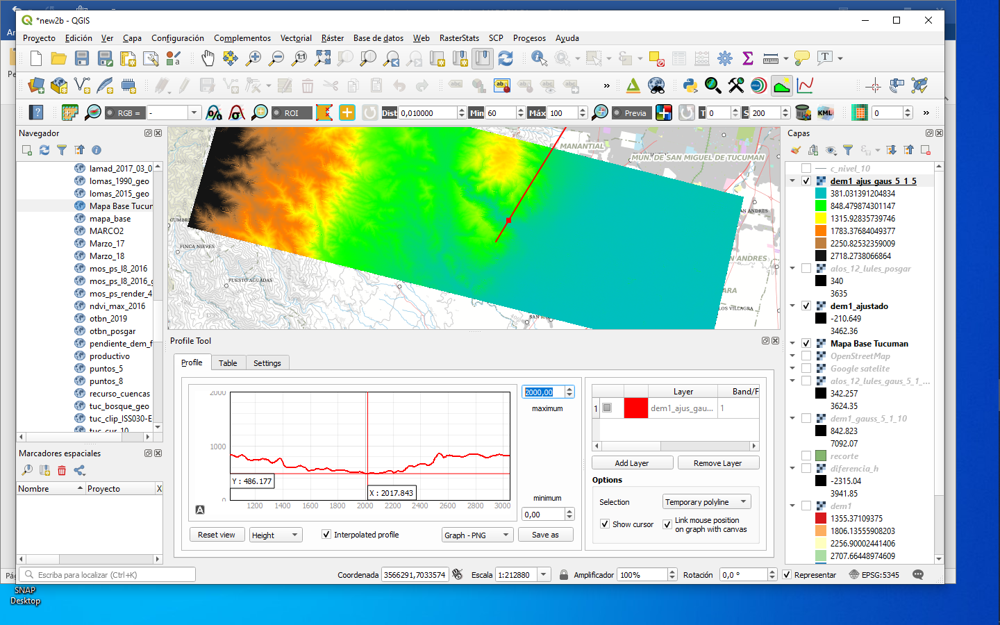 *new2b - QGIS
Proyecto Edición Ver Capa Configuración Complementos Vectorial Ráster Base de datos Web RasterStats SCP Procesos Ayuda
RGB = - ROI Dist 0,010000 Min 60 Máx 100 Previa T 0 S 200 KML 0 »
Navegador
lamad_2017_03_0
lomas_1990_geo
lomas_2015_geo
Mapa Base Tucur
mapa_base
MARCO2
Marzo_17
Marzo_18
mos_ps_l8_2016
mos_ps_l8_2016_g
mos_ps_render_4
ndvi_max_2016
otbn_2019
otbn_posgar
pendiente_dem_f
productivo
puntos_5
puntos_8
recurso_cuencas
tuc_bosque_geo
tuc_clip_ISS030-E
tuc_cur_10
Marcadores espaciales
Nombre Proyecto X
EL MANANTIAL
MUN. DE SAN MIGUEL DE TUCUMÁN
CUMBRE
FINCA NIEVES
PUESTO AGUADAS
SAN ANDRES
N ANDRES
ARA
LOS VILLAGRA
Profile Tool
Profile Table Settings
2000
1000
0
Y : 486.177
X : 2017.843
1200 1400 1600 1800 2000 2200 2400 2600 2800 3000
2000,00
maximum
minimum
0,00
Reset view Height Interpolated profile Graph - PNG Save as
Layer Band/F
1 dem1_ajus_gau... 1
Add Layer Remove Layer
Options
Selection Temporary polyline
Show cursor Link mouse position
on graph with canvas
Capas
c_nivel_10
dem1_ajus_gaus_5_1_5
381.031391204834
848.479874301147
1315.92835739746
1783.37684049377
2250.82532359009
2718.2738066864
alos_12_lules_posgar
340
3635
dem1_ajustado
-210.649
3462.36
Mapa Base Tucuman
OpenStreetMap
Google satelite
alos_12_lules_gaus_5_1_...
342.257
3624.35
dem1_gauss_5_1_10
842.823
7092.07
recorte
diferencia_h
-2315.04
3941.85
dem1
1355.37109375
1806.13555908203
2256.90002441406
2707.66448974609
Escriba para localizar (Ctrl+K) Coordenada 3566291,7033574 Escala 1:212880 Amplificador 100% Rotación 0,0 ° Representar EPSG:5345
SNAP
Desktop